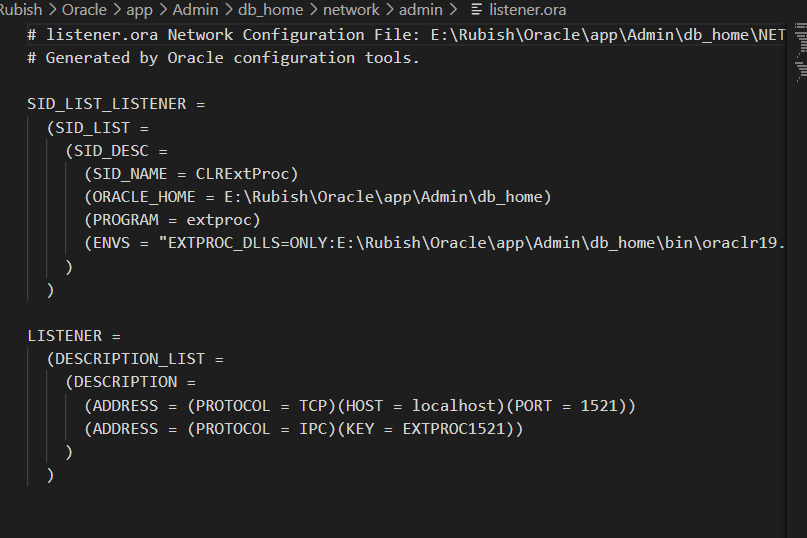 Rubish > Oracle > app > Admin > db_home > network > admin > listener.ora
# listener.ora Network Configuration File: E:\Rubish\Oracle\app\Admin\db_home\NET
# Generated by Oracle configuration tools.
SID_LIST_LISTENER =
(SID_LIST =
(SID_DESC =
(SID_NAME = CLRExtProc)
(ORACLE_HOME = E:\Rubish\Oracle\app\Admin\db_home)
(PROGRAM = extproc)
(ENVS = "EXTPROC_DLLS=ONLY:E:\Rubish\Oracle\app\Admin\db_home\bin\oraclr19.
)
)
LISTENER =
(DESCRIPTION_LIST =
(DESCRIPTION =
(ADDRESS = (PROTOCOL = TCP)(HOST = localhost)(PORT = 1521))
(ADDRESS = (PROTOCOL = IPC)(KEY = EXTPROC1521))
)
)